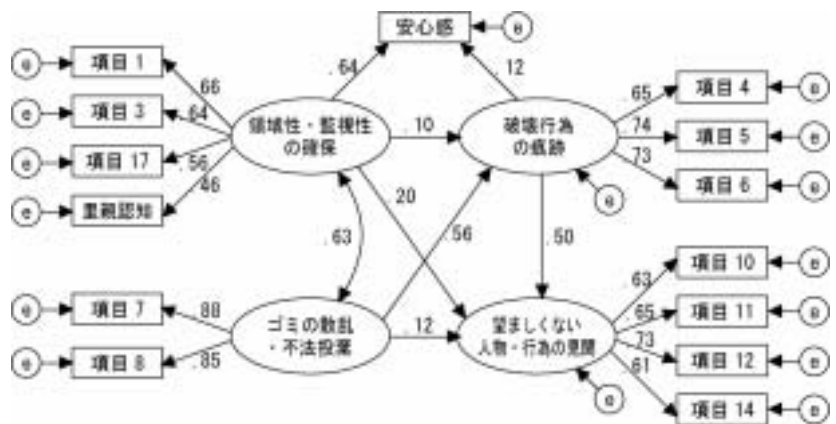 安心感
e
.64
.12
e
項目 1
.66
e
項目 3
.64
e
項目 17
.56
e
里親認知
.46
領域性・監視性
の確保
.10
破壊行為
の痕跡
e
.65
項目 4
e
.74
項目 5
e
.73
項目 6
e
.20
.63
.56
.50
e
項目 7
.88
e
項目 8
.85
ゴミの散乱
・不法投棄
.12
望ましくない
人物・行為の見聞
e
.63
項目 10
e
.65
項目 11
e
.73
項目 12
e
.61
項目 14
e